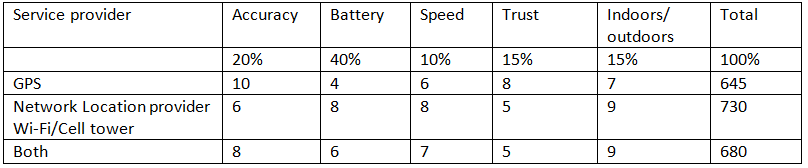 Service provider Accuracy Battery Speed Trust Indoors/ Total
outdoors
20% 40% 10% 15% 15% 100%
GPS 10 4 6 8 7 645
Network Location provider 6 8 8 5 9 730
Wi-Fi/Cell tower
Both 8 6 7 5 9 680